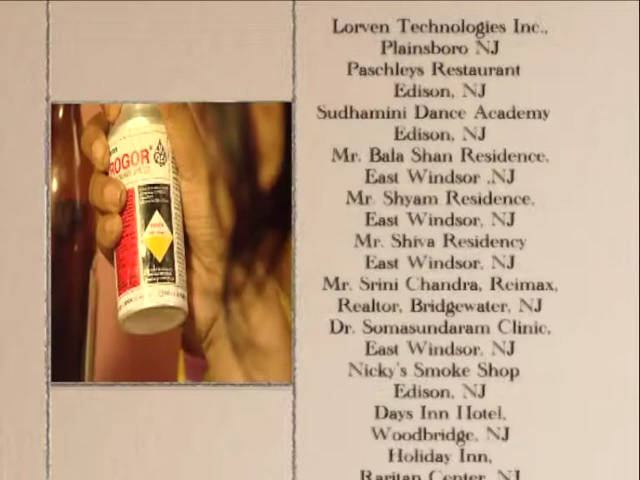 ROGOR
Lorven Technologies Inc.,
Plainsboro NJ
Paschleys Restaurant
Edison, NJ
Sudhamini Dance Academy
Edison, NJ
Mr. Bala Shan Residence,
East Windsor ,NJ
Mr. Shyam Residence,
East Windsor, NJ
Mr. Shiva Residency
East Windsor, NJ
Mr. Srini Chandra, Reimax,
Realtor, Bridgewater, NJ
Dr. Somasundaram Clinic,
East Windsor, NJ
Nicky's Smoke Shop
Edison, NJ
Days Inn Hotel,
Woodbridge, NJ
Holiday Inn,
Raritan Center, NJ